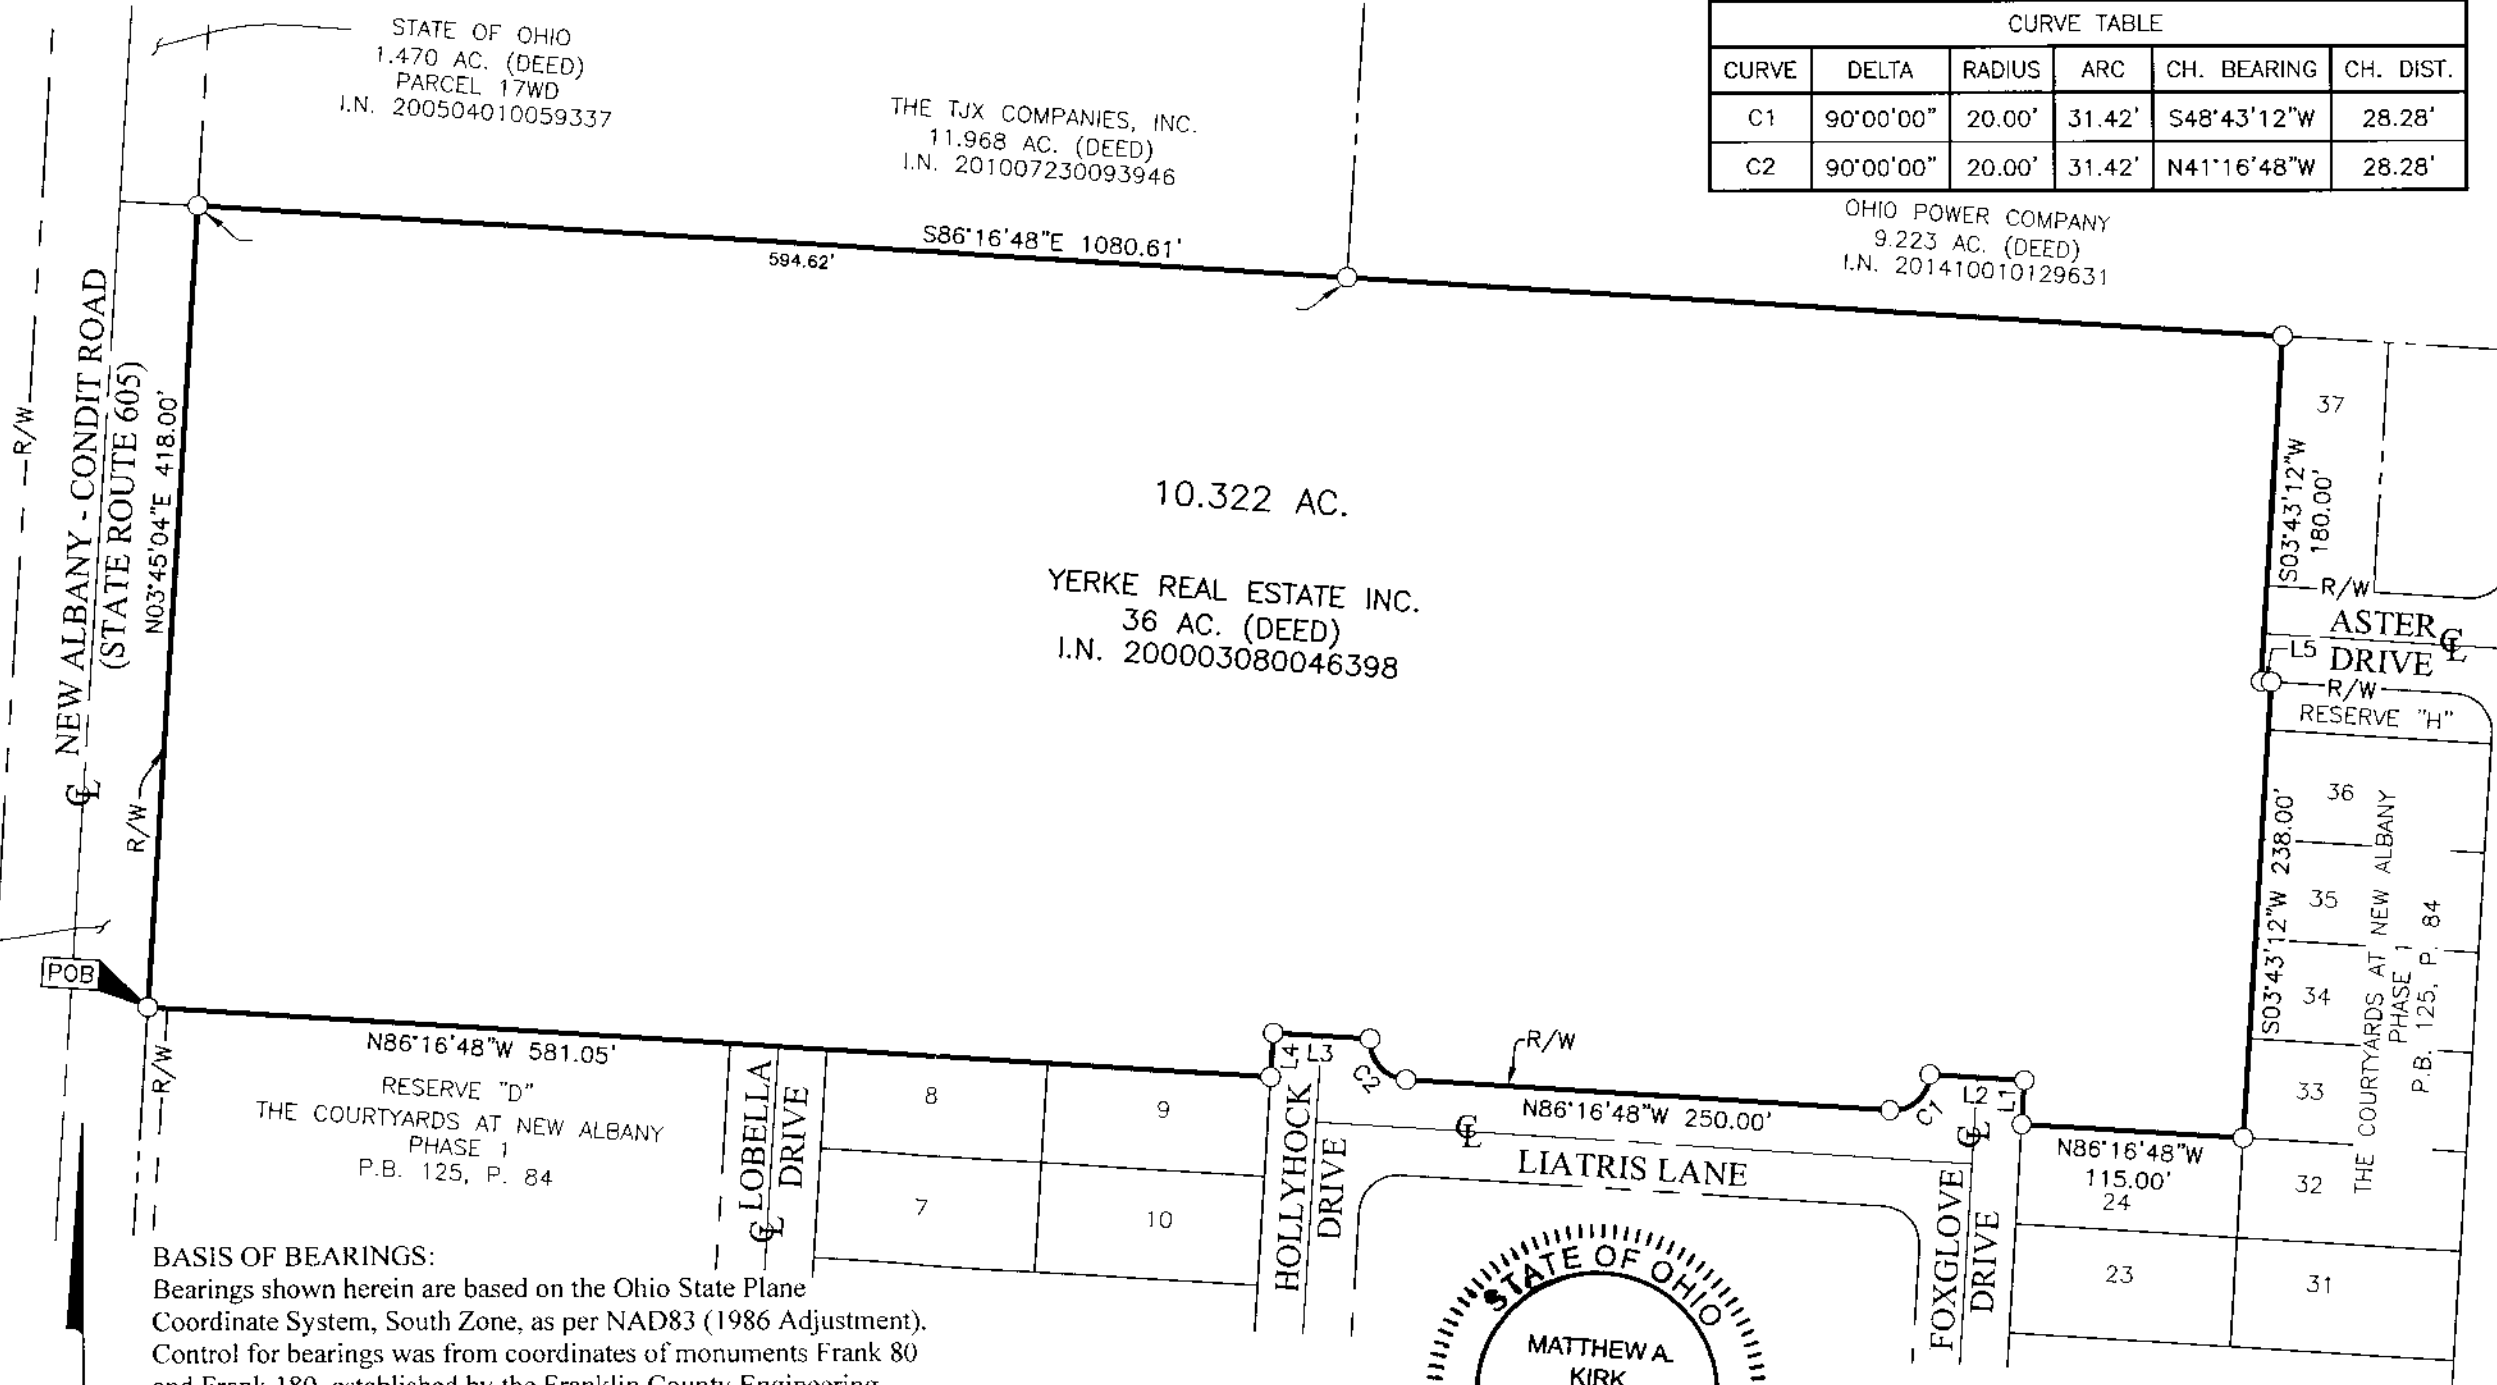 CURVE TABLE
CURVE DELTA RADIUS ARC CH. BEARING CH. DIST.
C1 90°00'00" 20.00' 31.42' S48°43'12"W 28.28'
C2 90°00'00" 20.00' 31.42' N41°16'48"W 28.28'
STATE OF OHIO
1.470 AC. (DEED)
PARCEL 17WD
I.N. 200504010059337
THE TJX COMPANIES, INC.
11.968 AC. (DEED)
I.N. 201007230093946
OHIO POWER COMPANY
9.223 AC. (DEED)
I.N. 201410010129631
S86°16'48"E 1080.61'
594.62'
R/W
NEW ALBANY - CONDIT ROAD
(STATE ROUTE 605)
N03°45'04"E 418.00'
R/W
10.322 AC.
YERKE REAL ESTATE INC.
36 AC. (DEED)
I.N. 200003080046398
37
S03°43'12"W
180.00'
R/W
ASTER
DRIVE
L5
R/W
RESERVE "H"
36
35
34
33
32
31
S03°43'12"W 238.00'
THE COURTYARDS AT NEW ALBANY
PHASE 1
P.B. 125, P. 84
POB
N86°16'48"W 581.05'
R/W
RESERVE "D"
THE COURTYARDS AT NEW ALBANY
PHASE 1
P.B. 125, P. 84
LOBELLA
DRIVE
8
9
7
10
L4
L3
C2
HOLLYHOCK
DRIVE
R/W
N86°16'48"W 250.00'
LIATRIS LANE
C1
L2
L1
FOXGLOVE
DRIVE
N86°16'48"W
115.00'
24
23
BASIS OF BEARINGS:
Bearings shown herein are based on the Ohio State Plane
Coordinate System, South Zone, as per NAD83 (1986 Adjustment).
Control for bearings was from coordinates of monuments Frank 80
and Frank 180, established by the Franklin County Engineering
STATE OF OHIO
MATTHEW A.
KIRK